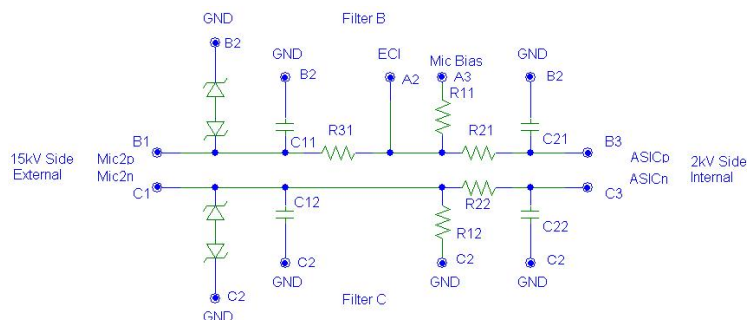 GND
Filter B
B2
GND
ECI
Mic Bias
GND
B2
A2
A3
B2
R11
R31
R21
B1
C11
C21
B3
15kV Side
External
Mic2p
Mic2n
ASICp
ASICn
2kV Side
Internal
C1
C12
R22
C3
R12
C22
C2
C2
C2
GND
GND
GND
C2
Filter C
GND